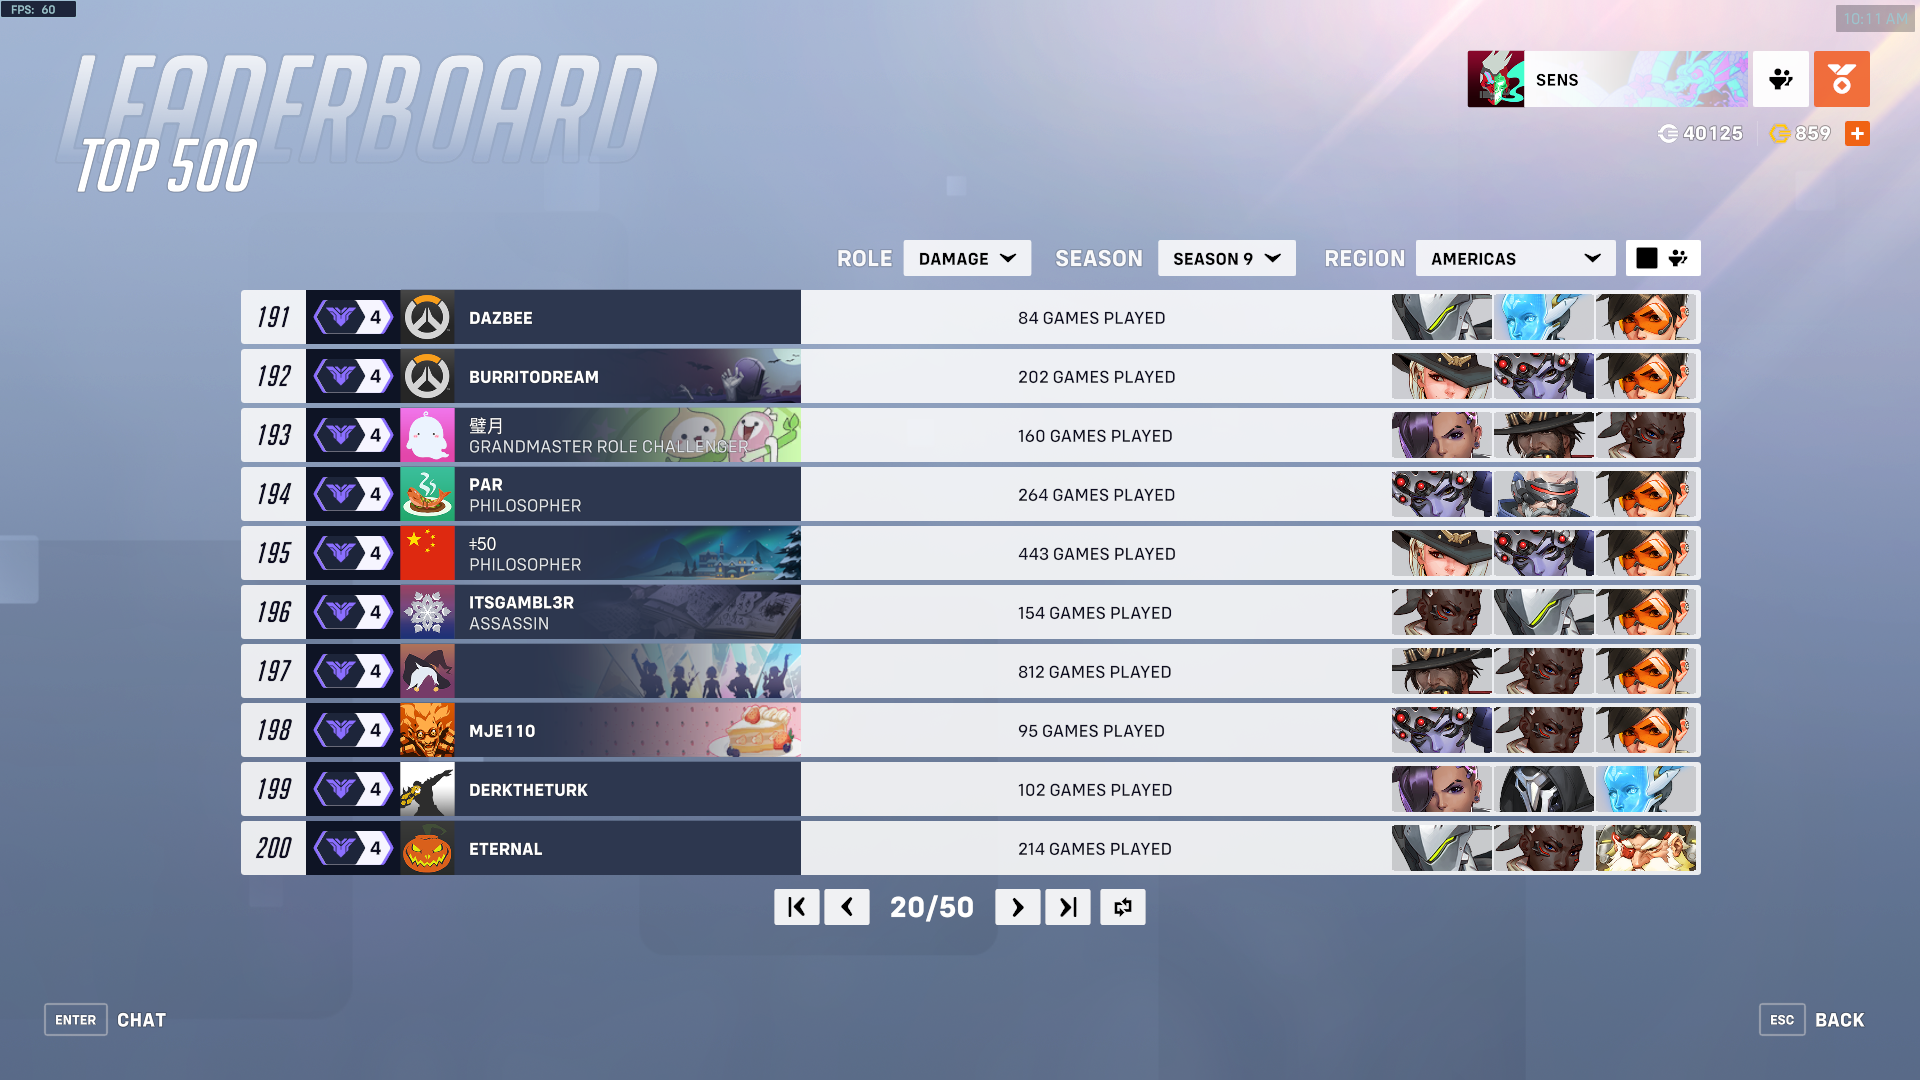 FPS: 60
10:11 AM
LEADERBOARD
TOP 500
SENS
40125
859
ROLE DAMAGE SEASON SEASON 9 REGION AMERICAS
191 4 DAZBEE 84 GAMES PLAYED
192 4 BURRITODREAM 202 GAMES PLAYED
193 4 璧月 160 GAMES PLAYED
GRANDMASTER ROLE CHALLENGER
194 4 PAR 264 GAMES PLAYED
PHILOSOPHER
195 4 ǂ50 443 GAMES PLAYED
PHILOSOPHER
196 4 ITSGAMBL3R 154 GAMES PLAYED
ASSASSIN
197 4 812 GAMES PLAYED
198 4 MJE110 95 GAMES PLAYED
199 4 DERKTHETURK 102 GAMES PLAYED
200 4 ETERNAL 214 GAMES PLAYED
20/50
ENTER CHAT
ESC BACK